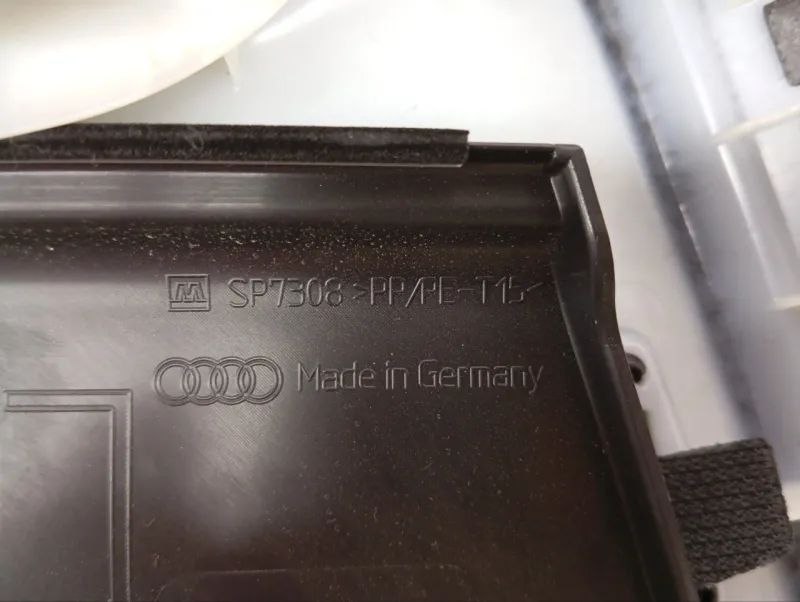 M SP7308 >PP/PE-T15<
Made in Germany